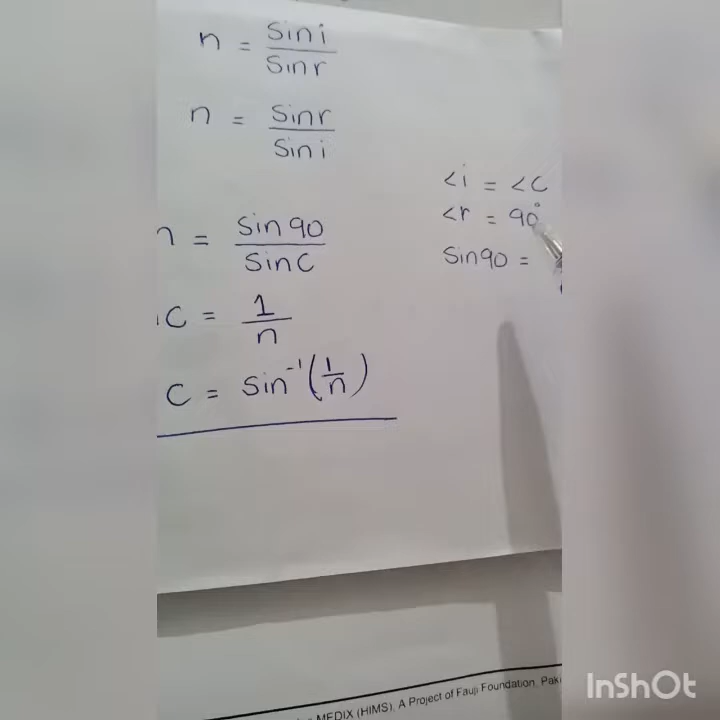 n = sin i / sin r
n = sin r / sin i
<i = <C
<r = 90°
n = sin 90 / sin C
sin 90 =
C = 1 / n
C = sin⁻¹(1/n)
MEDIX (HIMS), A Project of Fauji Foundation, Pak
InShOt